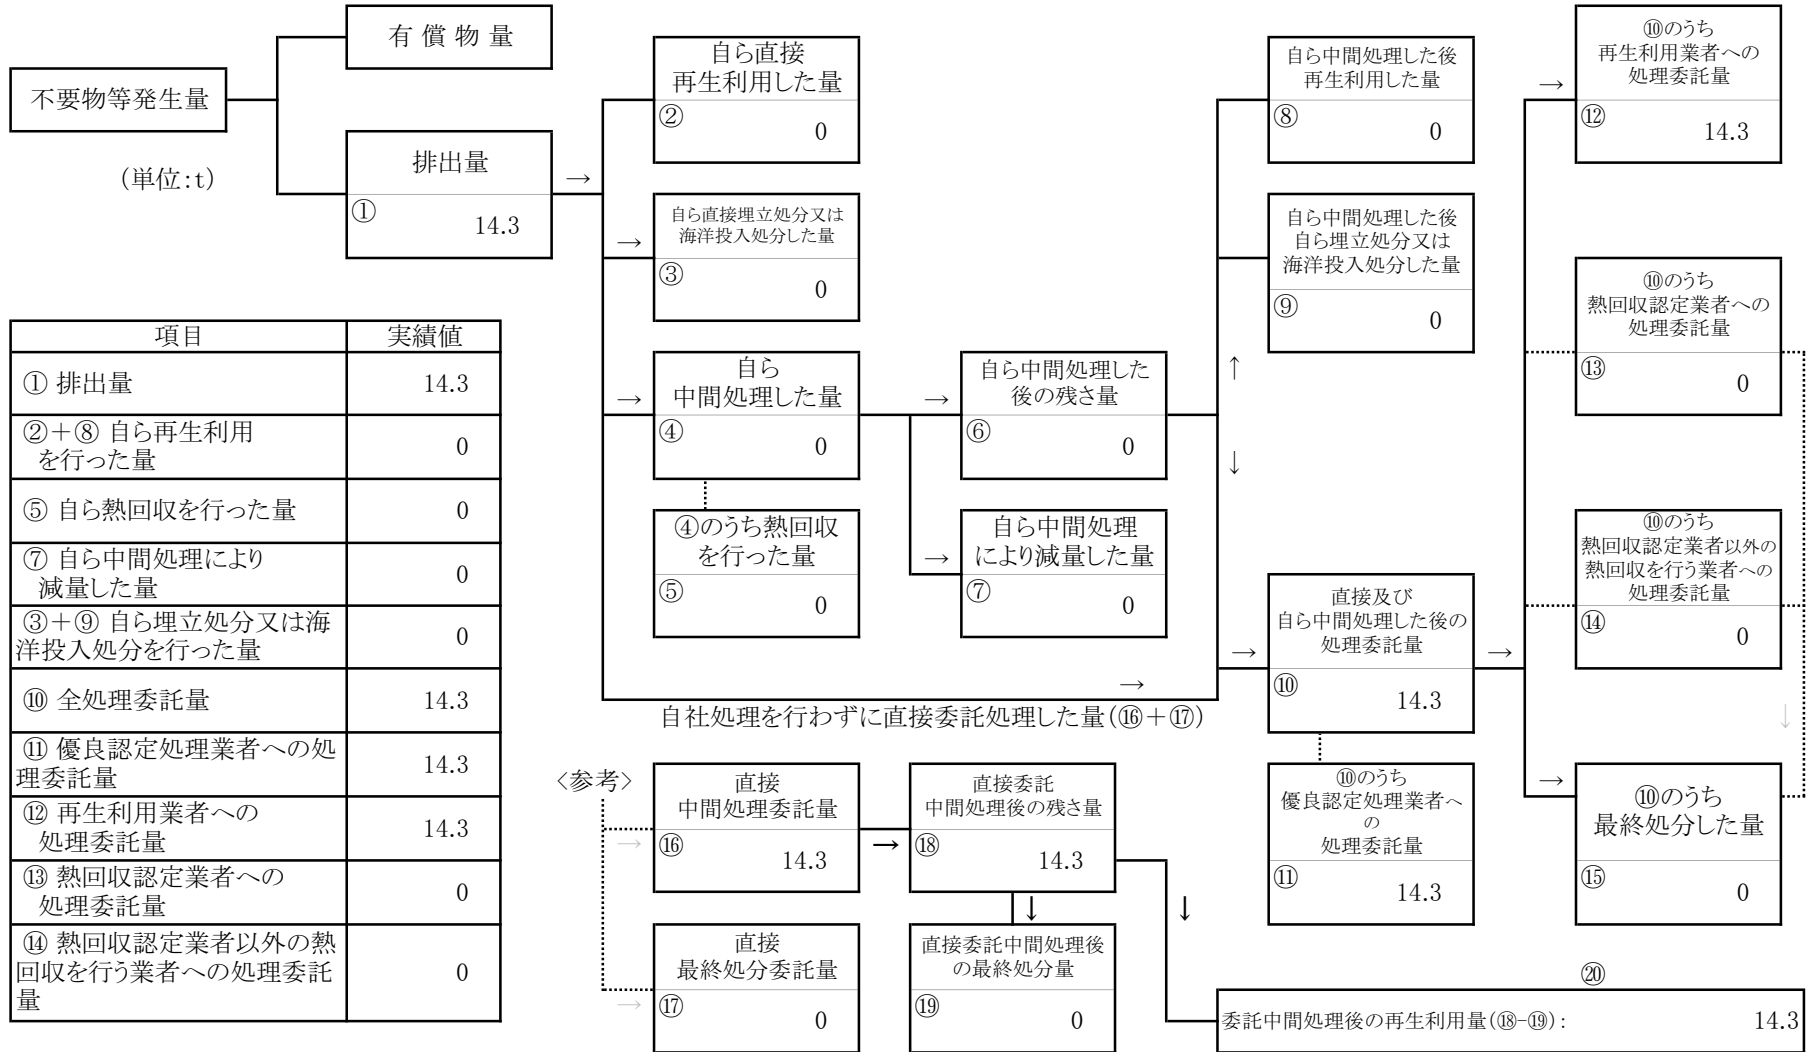 不要物等発生量
有償物量
(単位:t)
排出量
→
①
14.3
自ら直接
再生利用した量
②
0
→
自ら直接埋立処分又は
海洋投入処分した量
③
0
→
自ら
中間処理した量
④
0
④のうち熱回収
を行った量
⑤
0
→
自ら中間処理した
後の残さ量
⑥
0
→
自ら中間処理
により減量した量
⑦
0
↑
↓
自ら中間処理した後
再生利用した量
⑧
0
自ら中間処理した後
自ら埋立処分又は
海洋投入処分した量
⑨
0
→
自社処理を行わずに直接委託処理した量(⑯+⑰)
→
直接及び
自ら中間処理した後の
処理委託量
⑩
14.3
→
⑩のうち
優良認定処理業者へ
の
処理委託量
⑪
14.3
→
⑩のうち
再生利用業者への
処理委託量
⑫
14.3
⑩のうち
熱回収認定業者への
処理委託量
⑬
0
⑩のうち
熱回収認定業者以外の
熱回収を行う業者への
処理委託量
⑭
0
↓
→
⑩のうち
最終処分した量
⑮
0
項目 実績値
① 排出量 14.3
②+⑧ 自ら再生利用
を行った量 0
⑤ 自ら熱回収を行った量 0
⑦ 自ら中間処理により
減量した量 0
③+⑨ 自ら埋立処分又は海
洋投入処分を行った量 0
⑩ 全処理委託量 14.3
⑪ 優良認定処理業者への処
理委託量 14.3
⑫ 再生利用業者への
処理委託量 14.3
⑬ 熱回収認定業者への
処理委託量 0
⑭ 熱回収認定業者以外の熱
回収を行う業者への処理委託
量 0
<参考>
→
直接
中間処理委託量
⑯
14.3
→
直接委託
中間処理後の残さ量
⑱
14.3
↓
↓
→
直接
最終処分委託量
⑰
0
直接委託中間処理後
の最終処分量
⑲
0
⑳
委託中間処理後の再生利用量(⑱-⑲): 14.3